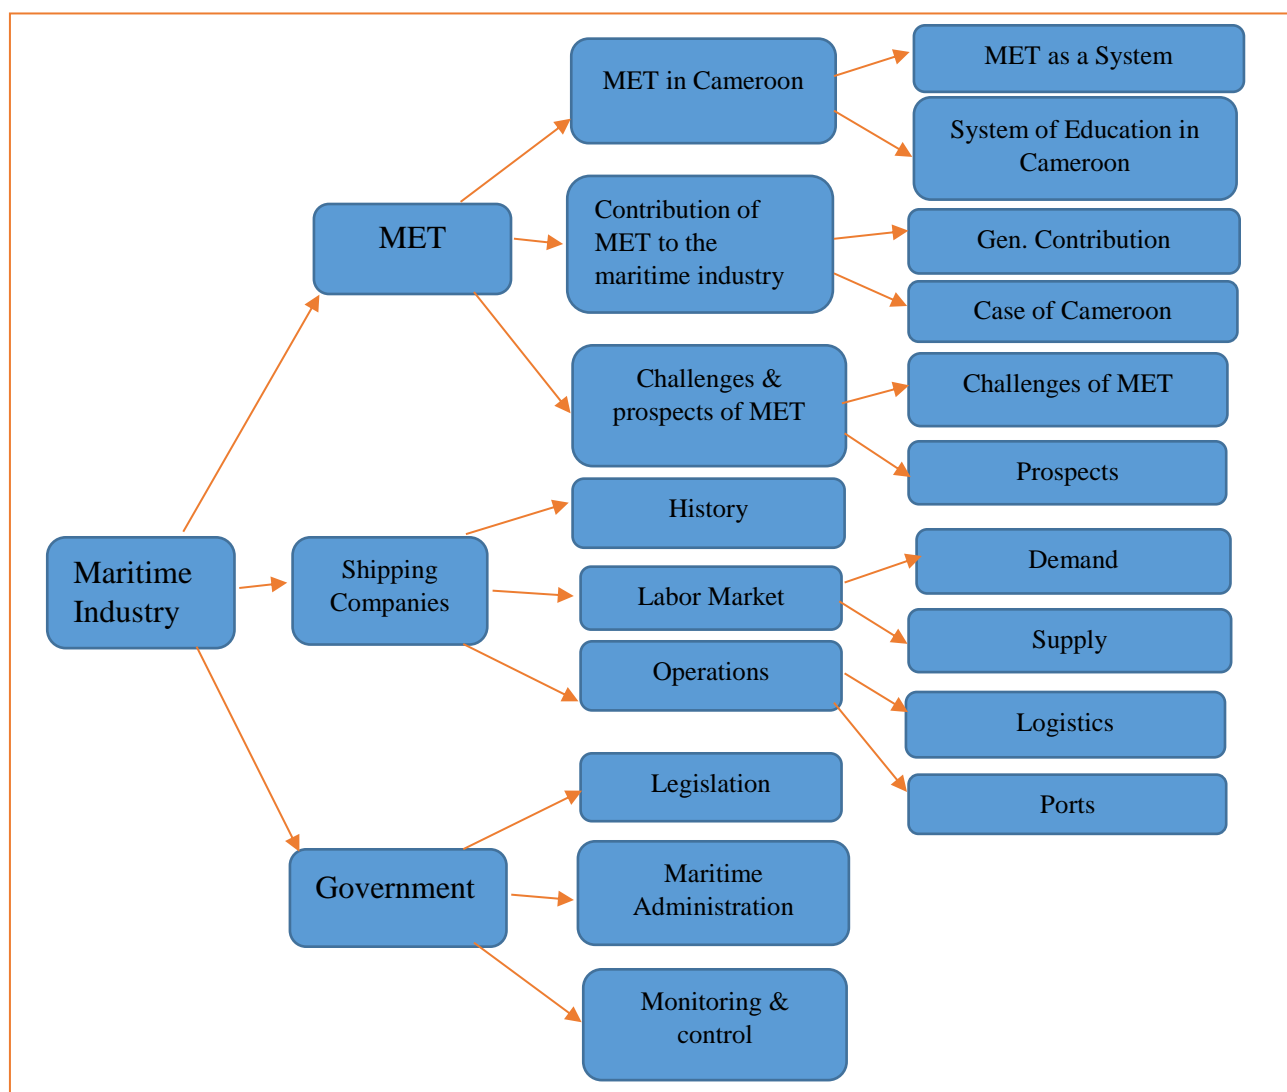 MET in Cameroon
MET as a System
System of Education in
Cameroon
MET
Contribution of
MET to the
maritime industry
Gen. Contribution
Case of Cameroon
Challenges &
prospects of MET
Challenges of MET
Prospects
Maritime
Industry
Shipping
Companies
History
Labor Market
Demand
Supply
Operations
Logistics
Ports
Government
Legislation
Maritime
Administration
Monitoring &
control